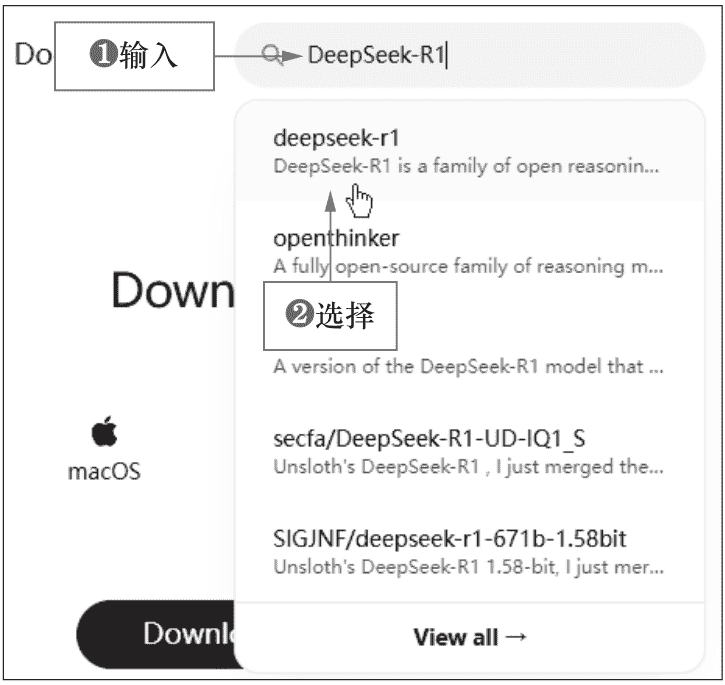 Do
❶输入
DeepSeek-R1
deepseek-r1
DeepSeek-R1 is a family of open reasonin...
openthinker
A fully open-source family of reasoning m...
Down
❷选择
A version of the DeepSeek-R1 model that ...
macOS
secfa/DeepSeek-R1-UD-IQ1_S
Unsloth's DeepSeek-R1 , I just merged the...
SIGJNF/deepseek-r1-671b-1.58bit
Unsloth's DeepSeek-R1 1.58-bit, I just mer...
Downlo
View all →